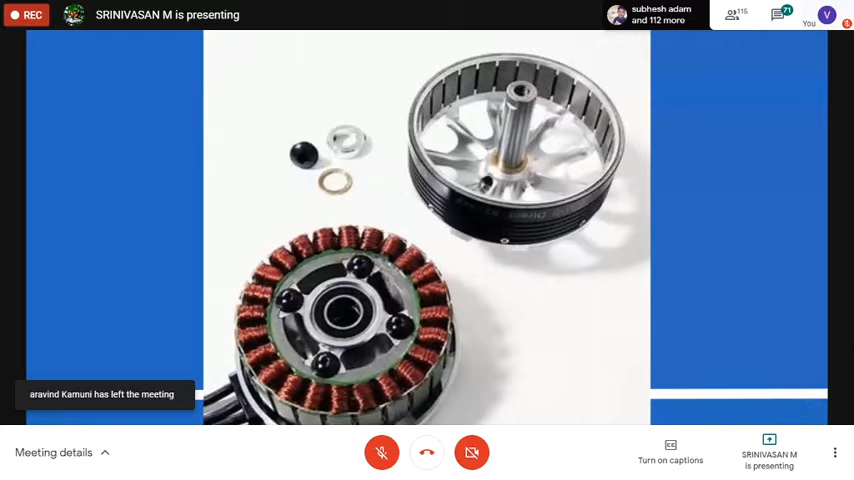 REC
SRINIVASAN M is presenting
subhesh adam
and 112 more
115
71
V
You
aravind Kamuni has left the meeting
Meeting details
CC
Turn on captions
SRINIVASAN M
is presenting